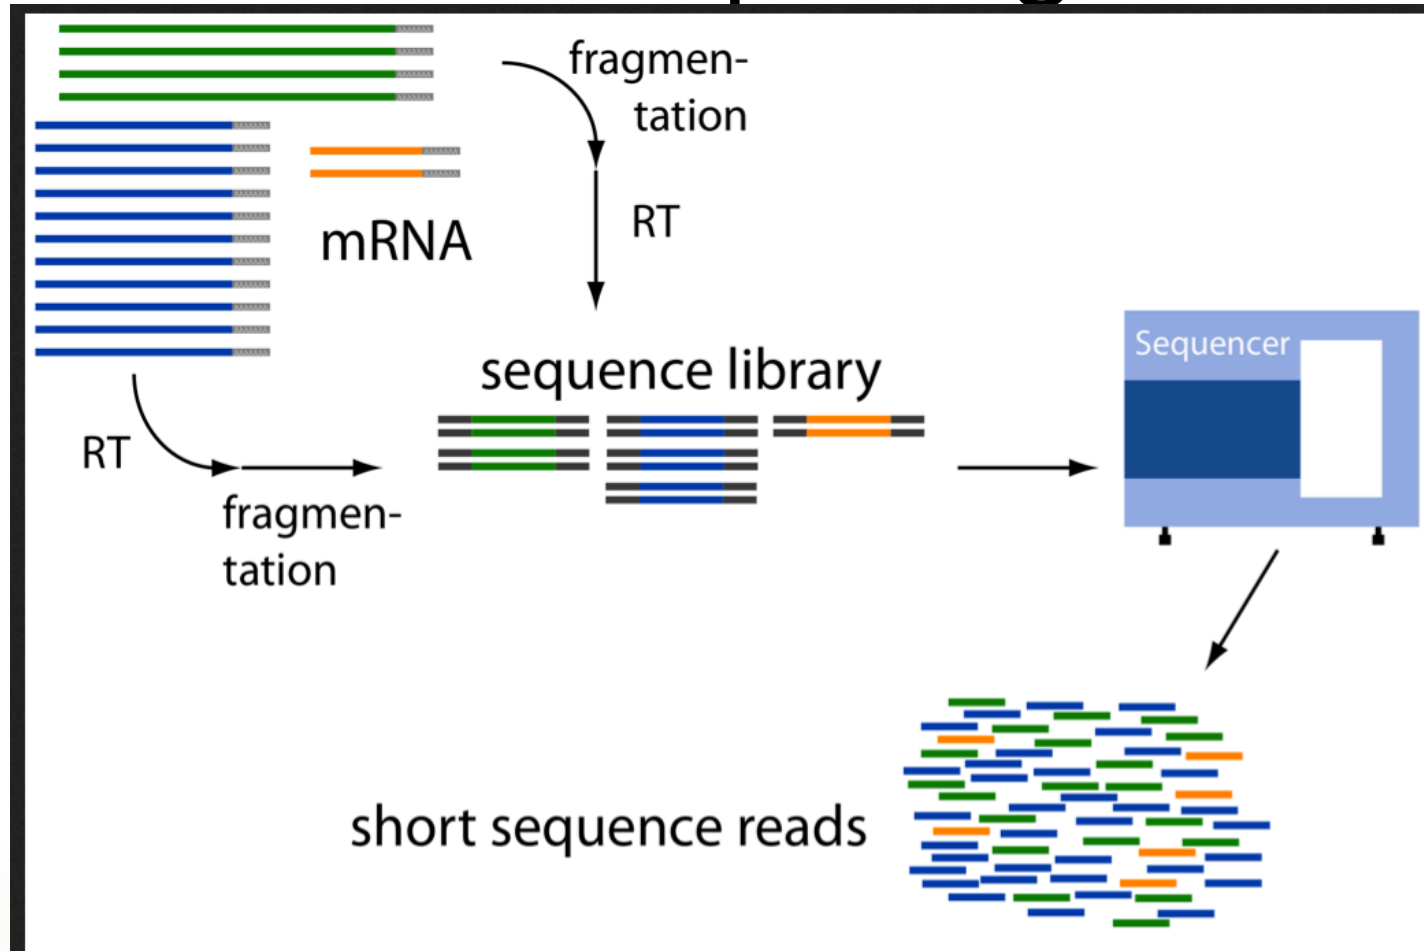 fragmen-
tation
mRNA
RT
sequence library
Sequencer
RT
fragmen-
tation
short sequence reads